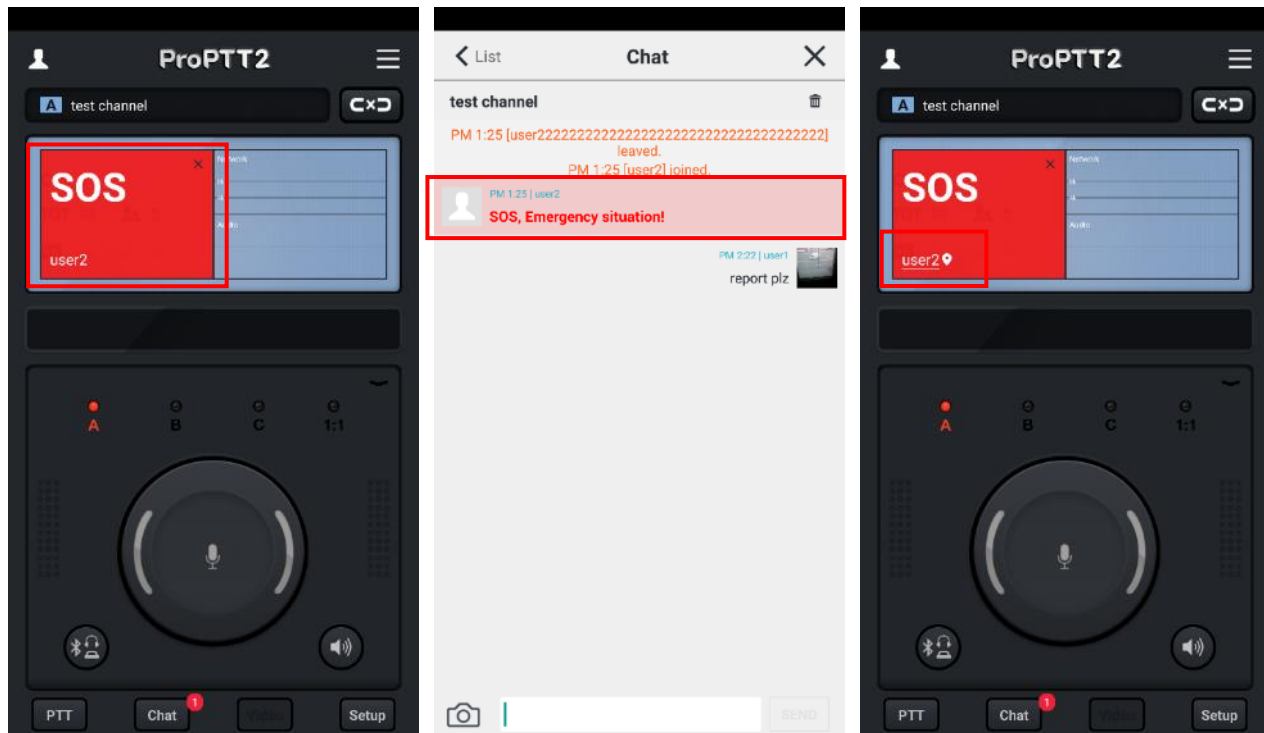 ProPTT2
A test channel
SOS
×
Network
Audio
user2
A
B
C
1:1
PTT
Chat
1
Video
Setup
List
Chat
test channel
PM 1:25 [user2222222222222222222222222222222222222]
leaved.
PM 1:25 [user2] joined.
PM 1:25 | user2
SOS, Emergency situation!
PM 2:22 | user1
report plz
SEND
ProPTT2
A test channel
SOS
×
Network
Audio
user2
A
B
C
1:1
PTT
Chat
1
Video
Setup